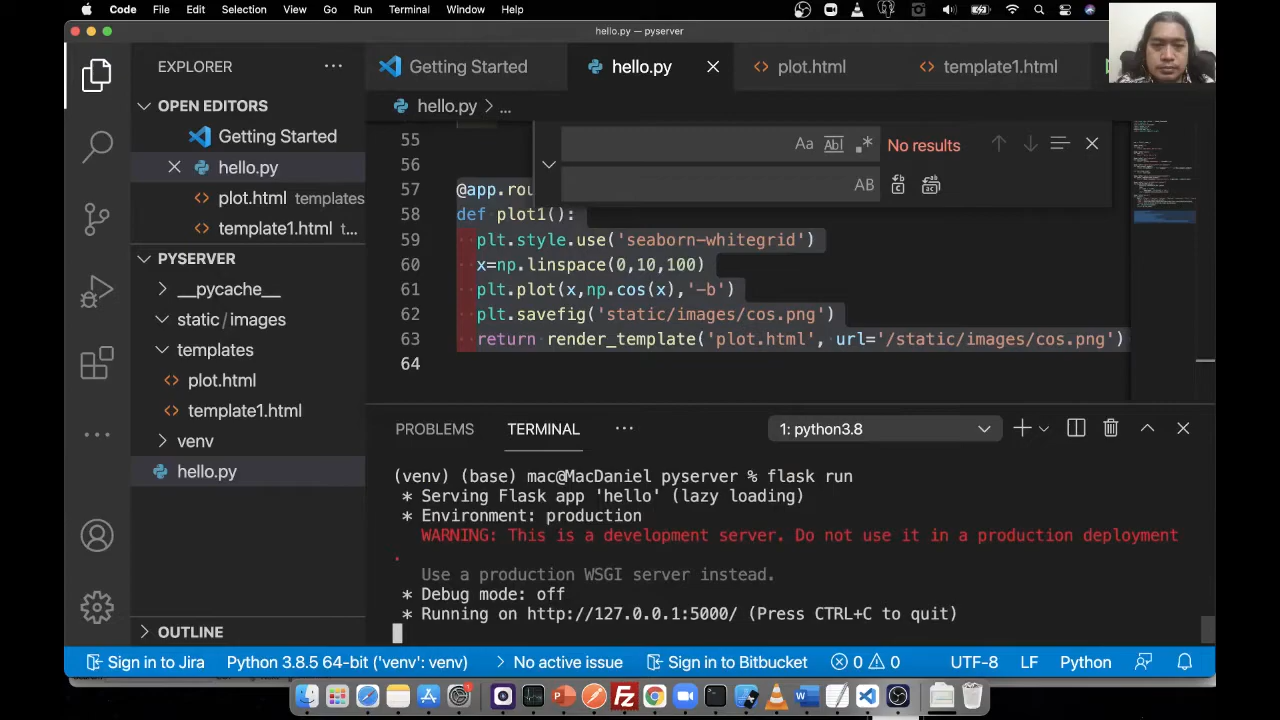 Code File Edit Selection View Go Run Terminal Window Help
hello.py — pyserver
EXPLORER
Getting Started
hello.py
plot.html
template1.html
OPEN EDITORS
Getting Started
hello.py
plot.html templates
template1.html t...
PYSERVER
__pycache__
static/images
templates
plot.html
template1.html
venv
hello.py
OUTLINE
hello.py > ...
Aa Abl .* No results
AB
55
56
57 @app.rou
58 def plot1():
59 plt.style.use('seaborn-whitegrid')
60 x=np.linspace(0,10,100)
61 plt.plot(x,np.cos(x),'-b')
62 plt.savefig('static/images/cos.png')
63 return render_template('plot.html', url='/static/images/cos.png')
64
PROBLEMS TERMINAL ... 1: python3.8
(venv) (base) mac@MacDaniel pyserver % flask run
* Serving Flask app 'hello' (lazy loading)
* Environment: production
WARNING: This is a development server. Do not use it in a production deployment
.
Use a production WSGI server instead.
* Debug mode: off
* Running on http://127.0.0.1:5000/ (Press CTRL+C to quit)
Sign in to Jira Python 3.8.5 64-bit ('venv': venv) No active issue Sign in to Bitbucket 0 0 UTF-8 LF Python